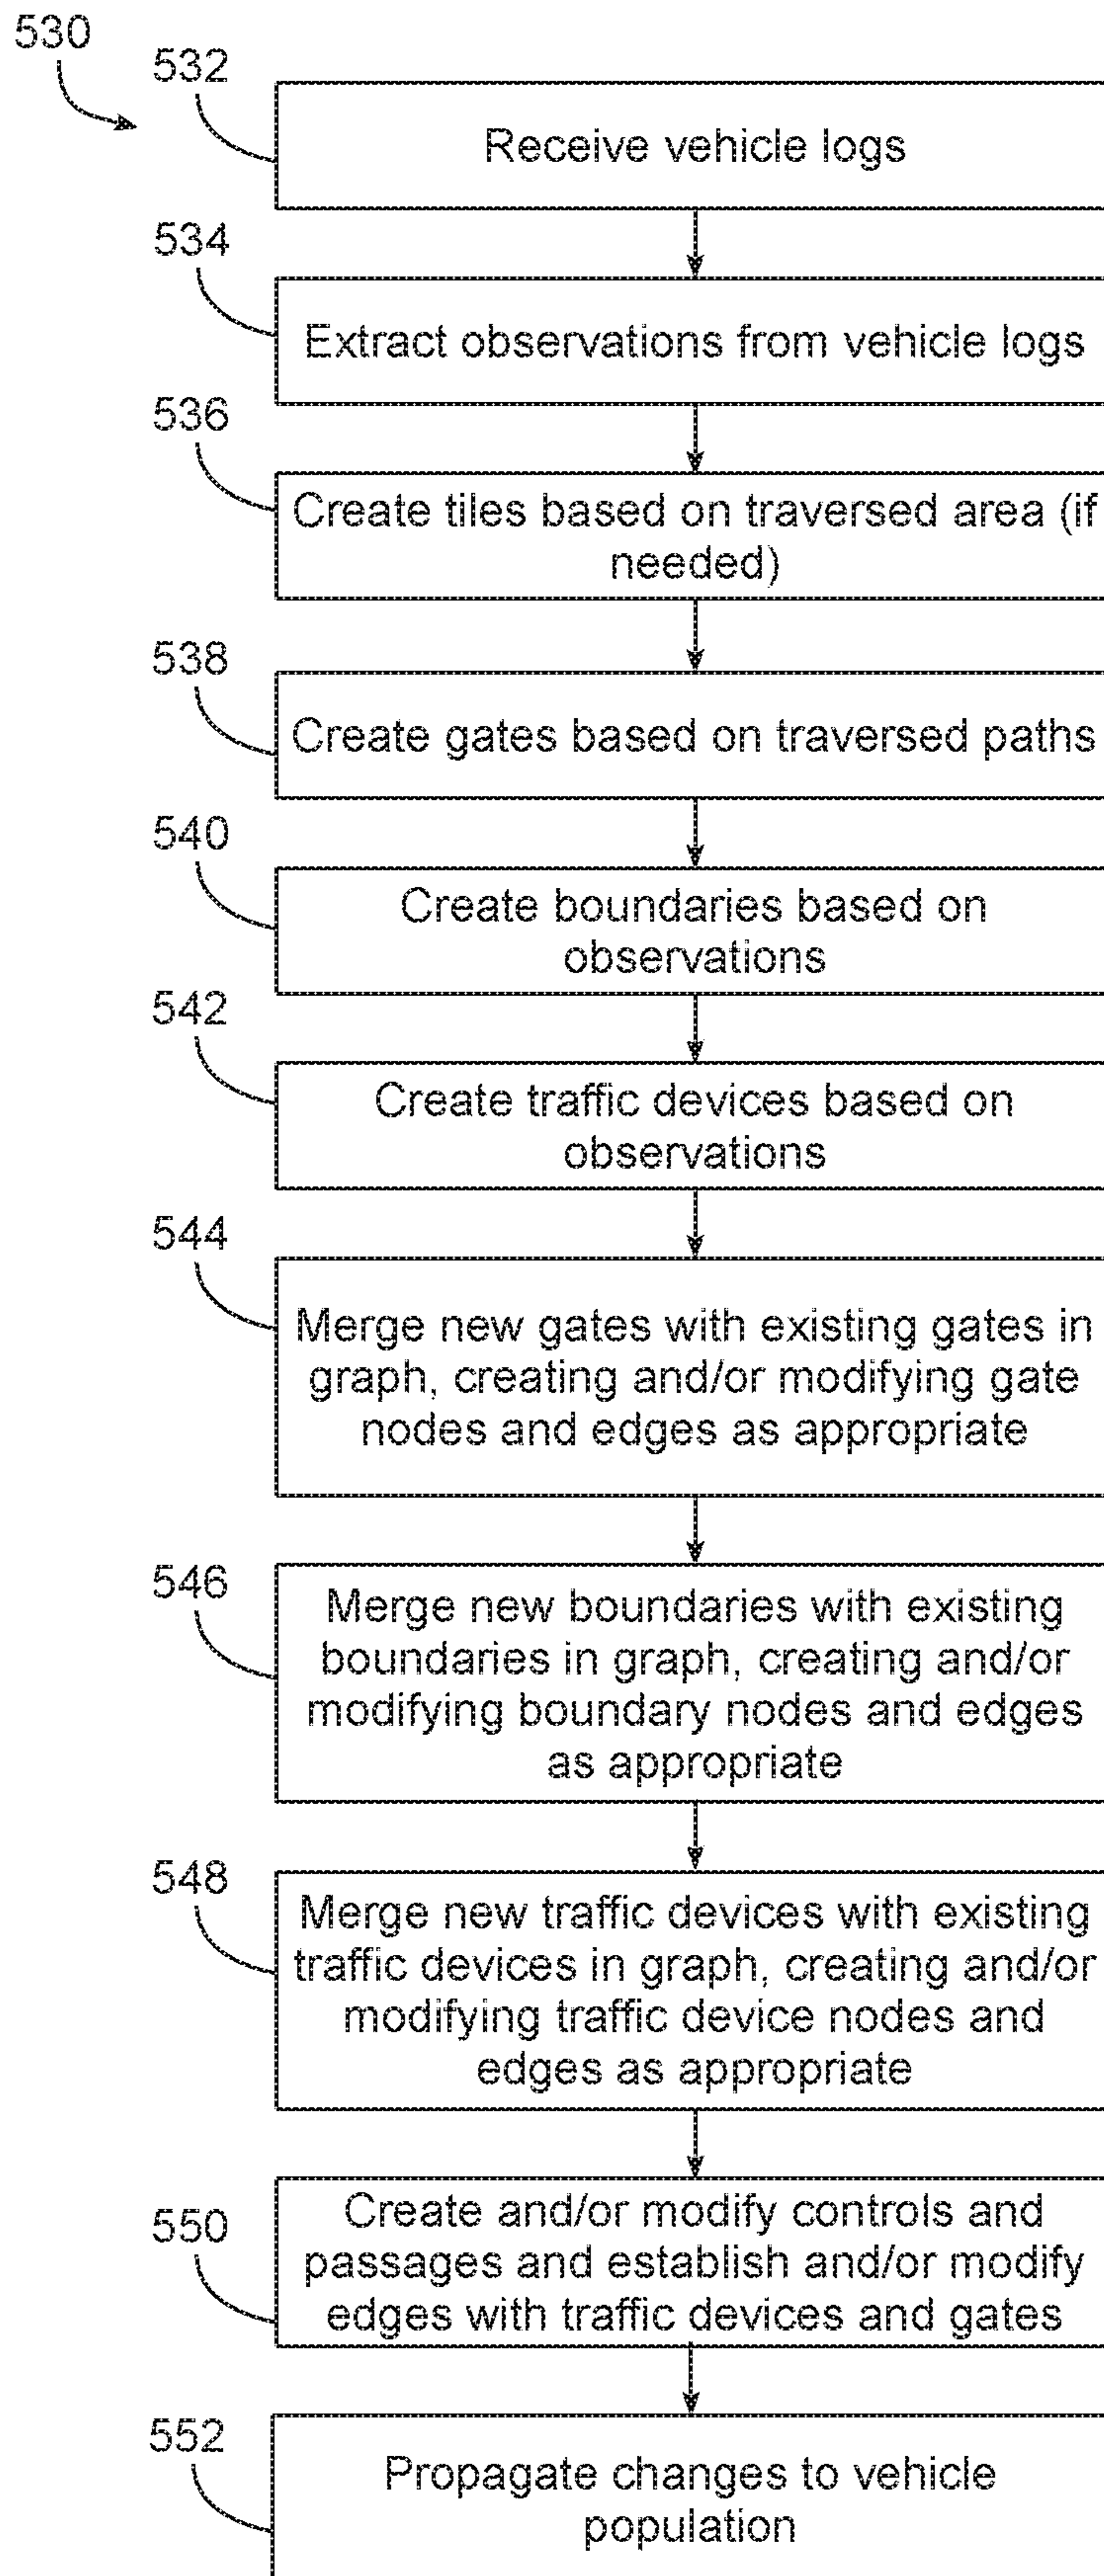 530
532
Receive vehicle logs
534
Extract observations from vehicle logs
536
Create tiles based on traversed area (if
needed)
538
Create gates based on traversed paths
540
Create boundaries based on
observations
542
Create traffic devices based on
observations
544
Merge new gates with existing gates in
graph, creating and/or modifying gate
nodes and edges as appropriate
546
Merge new boundaries with existing
boundaries in graph, creating and/or
modifying boundary nodes and edges
as appropriate
548
Merge new traffic devices with existing
traffic devices in graph, creating and/or
modifying traffic device nodes and
edges as appropriate
550
Create and/or modify controls and
passages and establish and/or modify
edges with traffic devices and gates
552
Propagate changes to vehicle
population